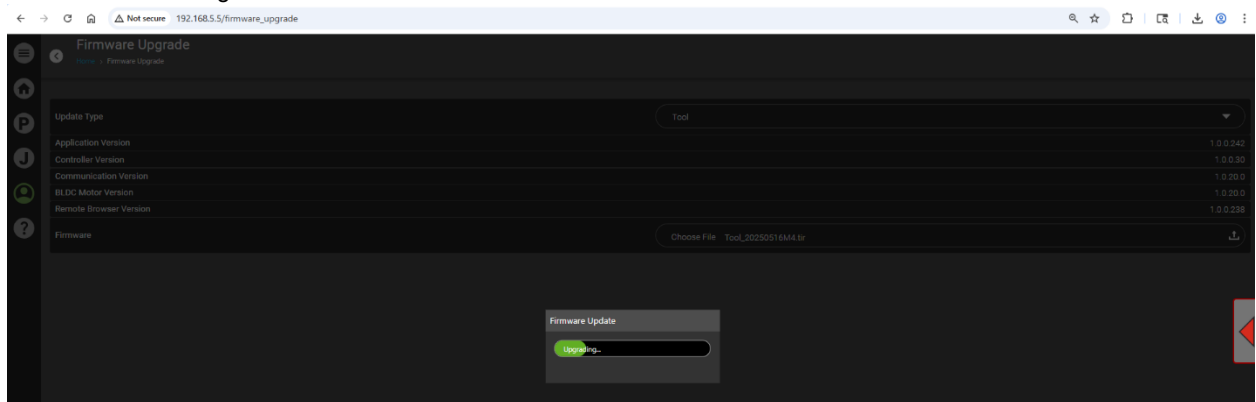 Not secure 192.168.5.5/firmware_upgrade
Firmware Upgrade
Home > Firmware Upgrade
Update Type Tool
Application Version 1.0.0.242
Controller Version 1.0.0.30
Communication Version 1.0.20.0
BLDC Motor Version 1.0.20.0
Remote Browser Version 1.0.0.238
Firmware Choose File Tool_20250516M4.tir
Firmware Update
Upgrading...